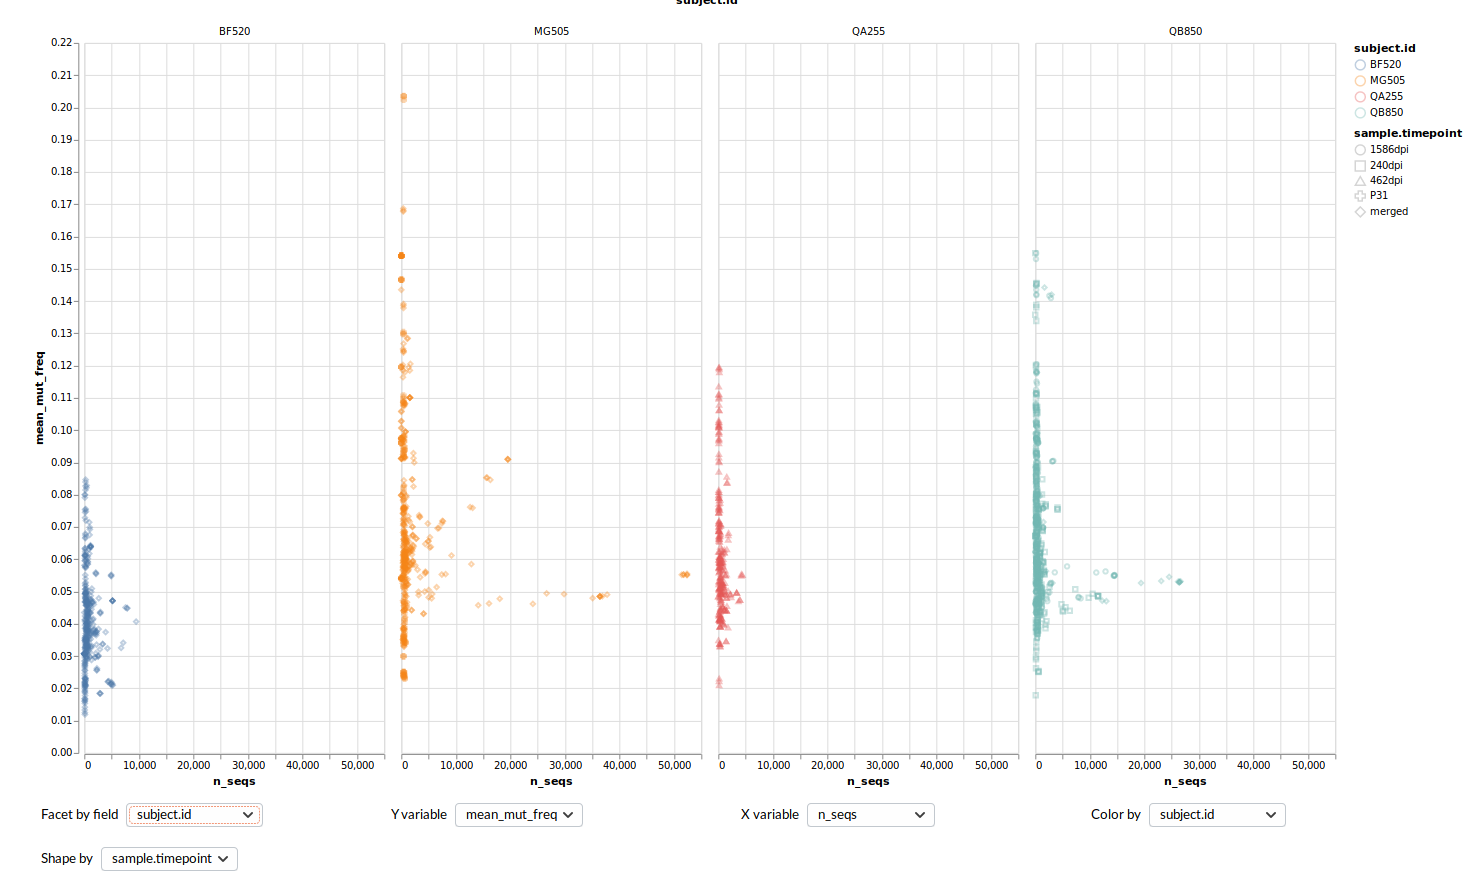 subject.id
BF520 MG505 QA255 QB850
mean_mut_freq
0.22
0.21
0.20
0.19
0.18
0.17
0.16
0.15
0.14
0.13
0.12
0.11
0.10
0.09
0.08
0.07
0.06
0.05
0.04
0.03
0.02
0.01
0.00
0 10,000 20,000 30,000 40,000 50,000 0 10,000 20,000 30,000 40,000 50,000 0 10,000 20,000 30,000 40,000 50,000 0 10,000 20,000 30,000 40,000 50,000
n_seqs n_seqs n_seqs n_seqs
subject.id
BF520
MG505
QA255
QB850
sample.timepoint
1586dpi
240dpi
462dpi
P31
merged
Facet by field subject.id Y variable mean_mut_freq X variable n_seqs Color by subject.id
Shape by sample.timepoint